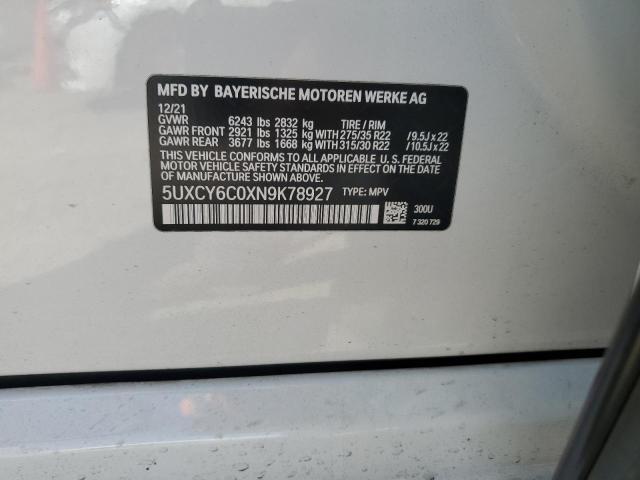 MFD BY BAYERISCHE MOTOREN WERKE AG
12/21
GVWR 6243 lbs 2832 kg TIRE / RIM
GAWR FRONT 2921 lbs 1325 kg WITH 275/35 R22 / 9.5J x 22
GAWR REAR 3677 lbs 1668 kg WITH 315/30 R22 / 10.5J x 22
THIS VEHICLE CONFORMS TO ALL APPLICABLE U. S. FEDERAL
MOTOR VEHICLE SAFETY STANDARDS IN EFFECT ON THE
DATE OF MANUFACTURE SHOWN ABOVE.
5UXCY6C0XN9K78927 TYPE: MPV
300U
7 320 729